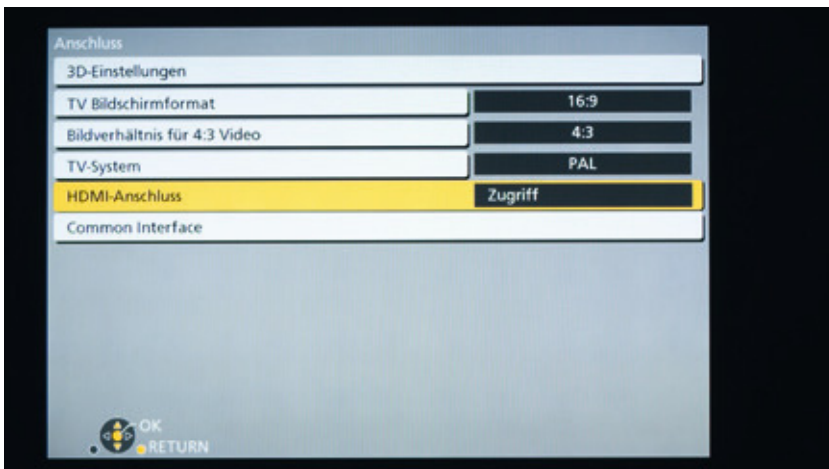 Anschluss
3D-Einstellungen
TV Bildschirmformat 16:9
Bildverhältnis für 4:3 Video 4:3
TV-System PAL
HDMI-Anschluss Zugriff
Common Interface
OK
RETURN